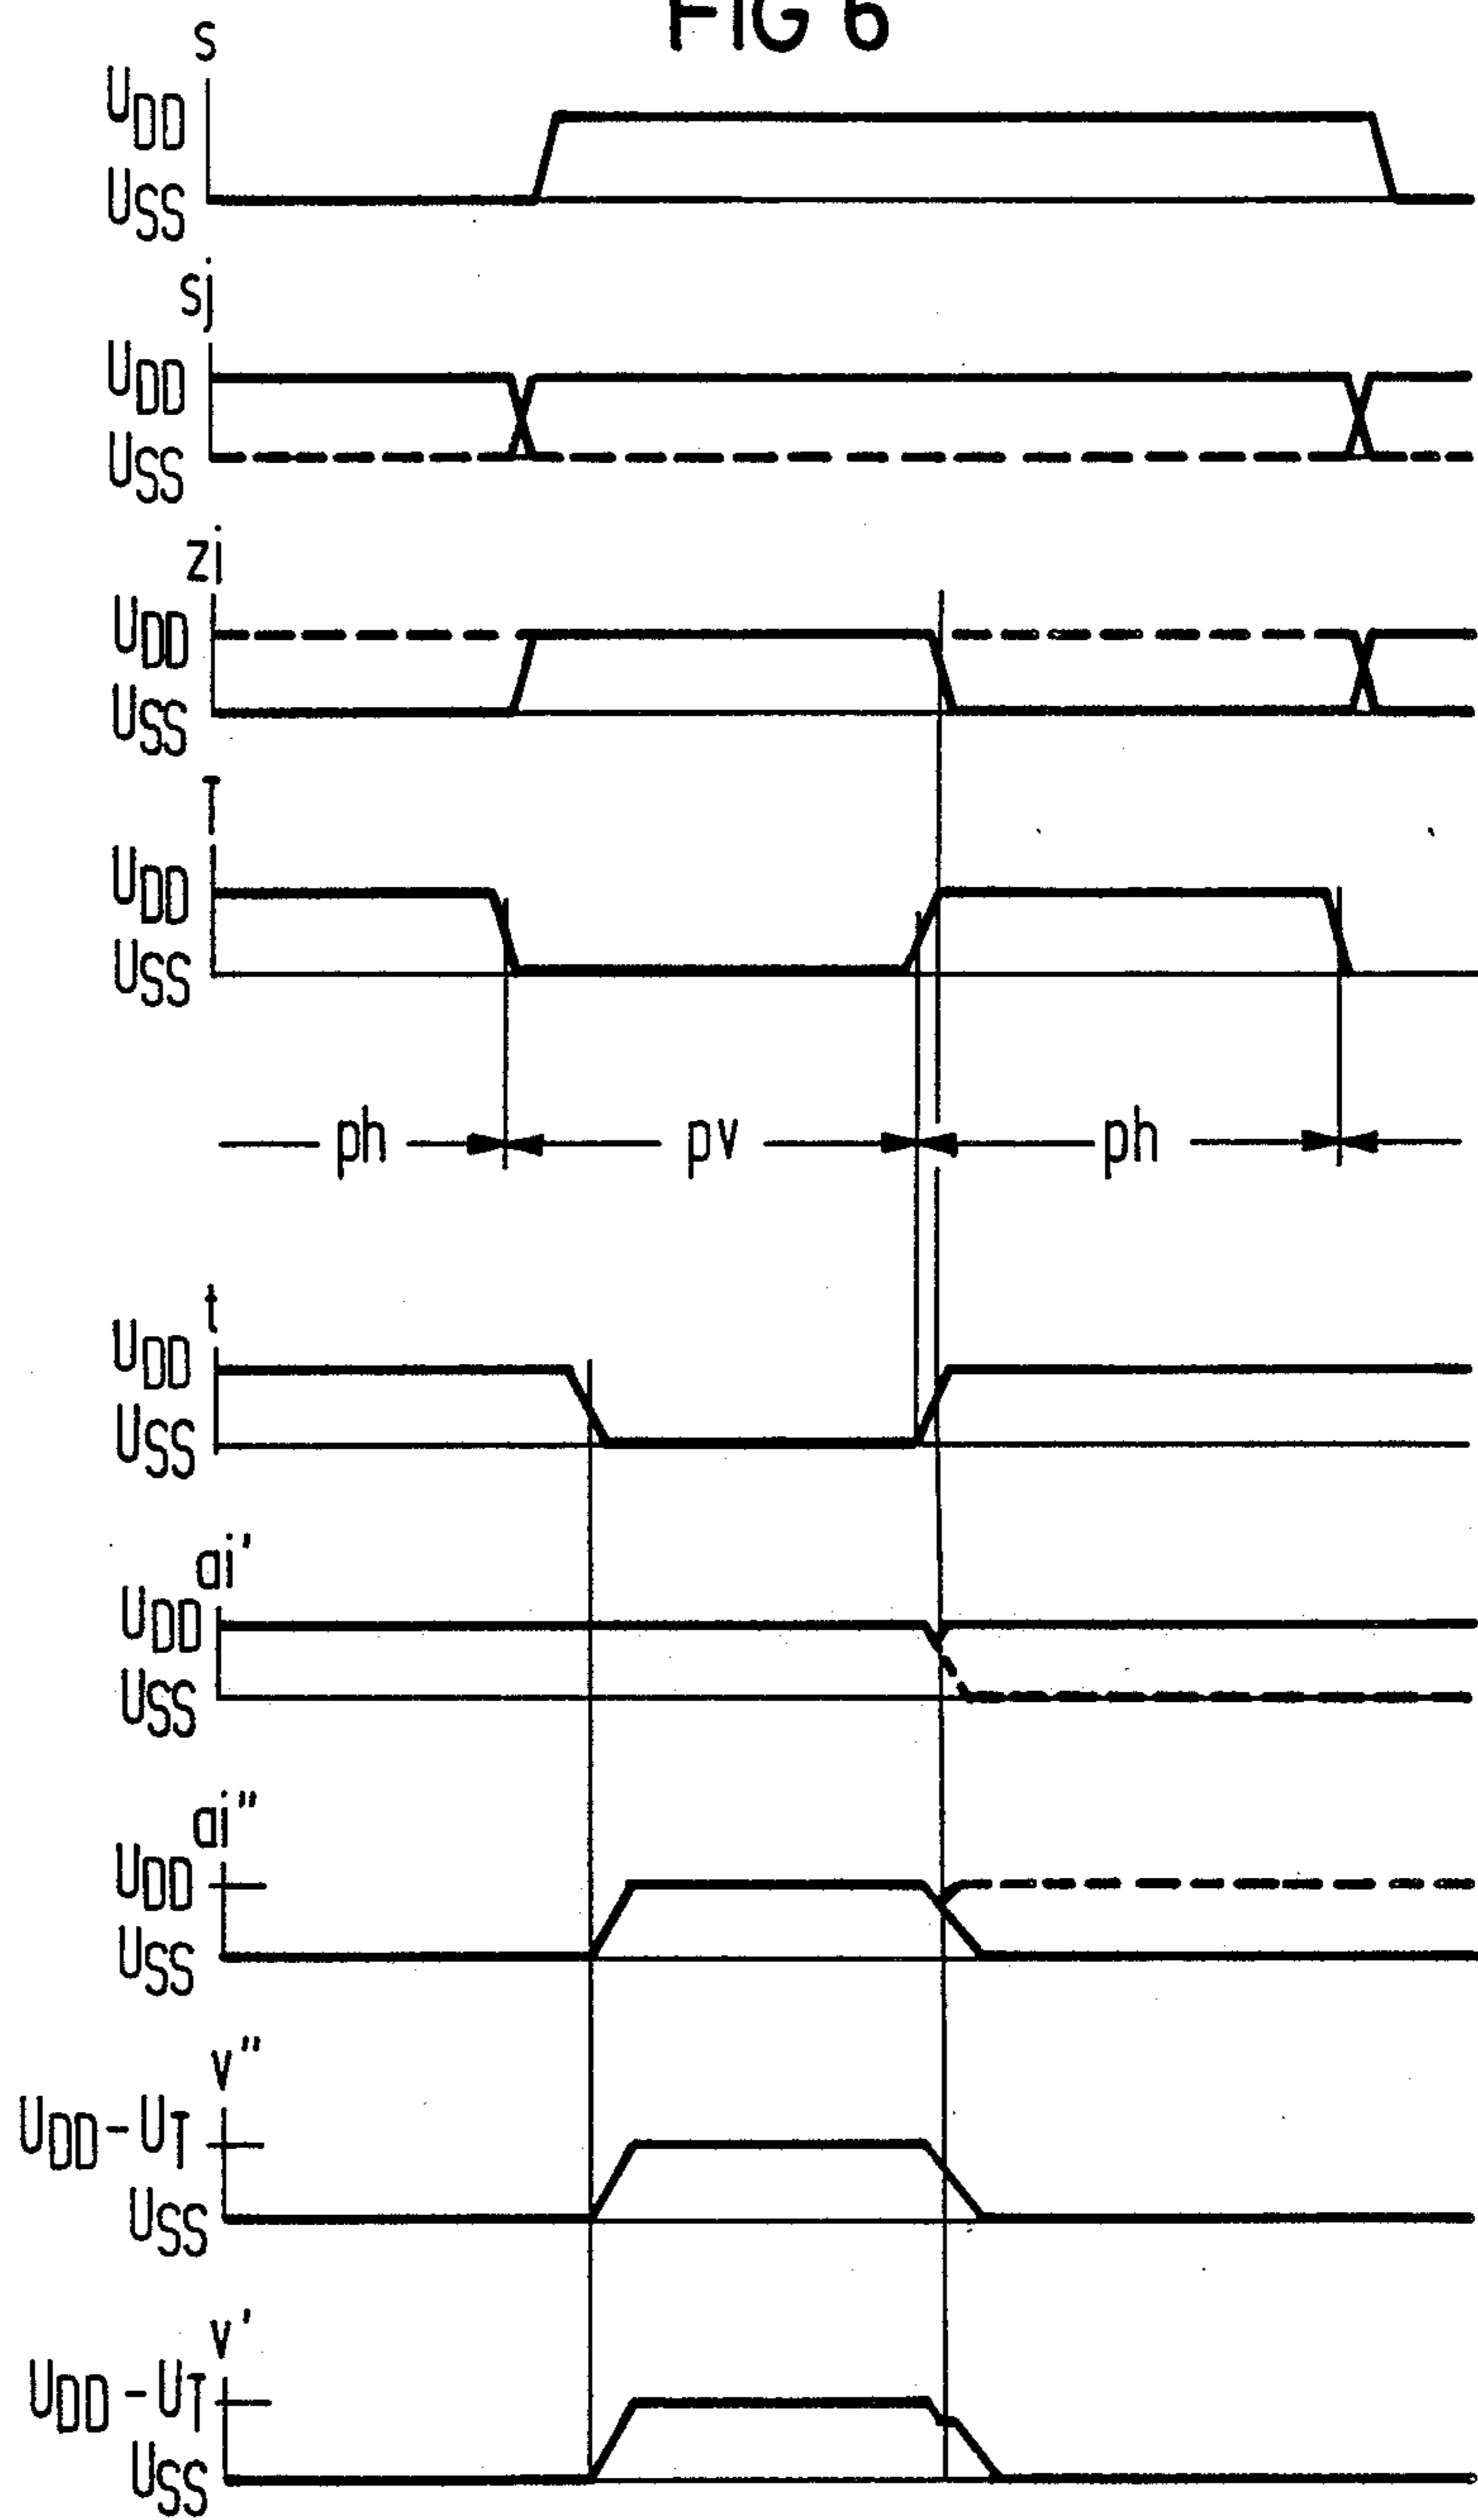 FIG 6
s
UDD
USS
sj
UDD
USS
zi
UDD
USS
T
UDD
USS
ph pv ph
t
UDD
USS
ai'
UDD
USS
ai"
UDD
USS
v"
UDD-UT
USS
v'
UDD-UT
USS